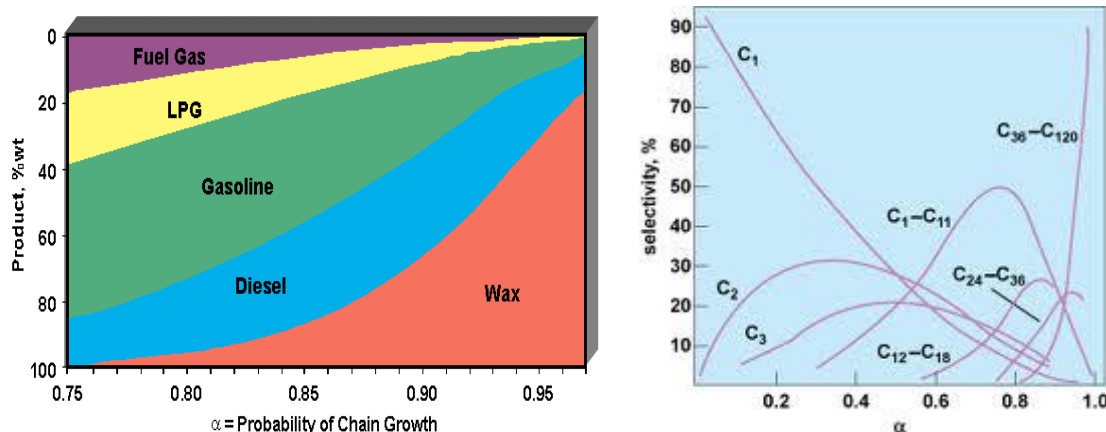 Product, %wt
0
20
40
60
80
100
Fuel Gas
LPG
Gasoline
Diesel
Wax
0.75
0.80
0.85
0.90
0.95
α = Probability of Chain Growth
selectivity, %
90
80
70
60
50
40
30
20
10
C₁
C₃₆–C₁₂₀
C₁–C₁₁
C₂₄–C₃₆
C₂
C₃
C₁₂–C₁₈
0.2
0.4
0.6
0.8
1.0
α